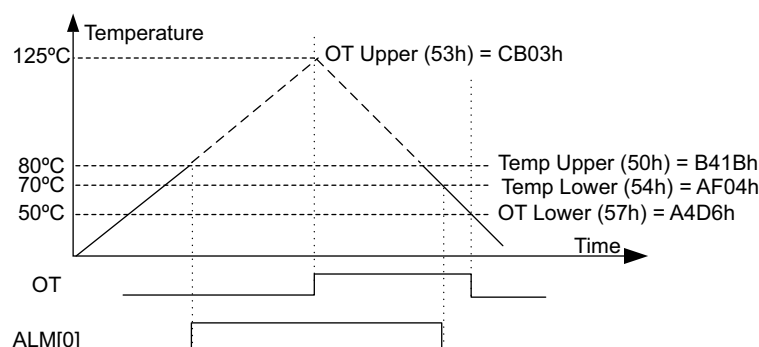 Temperature
125ºC
OT Upper (53h) = CB03h
80ºC
Temp Upper (50h) = B41Bh
70ºC
Temp Lower (54h) = AF04h
50ºC
OT Lower (57h) = A4D6h
Time
OT
ALM[0]